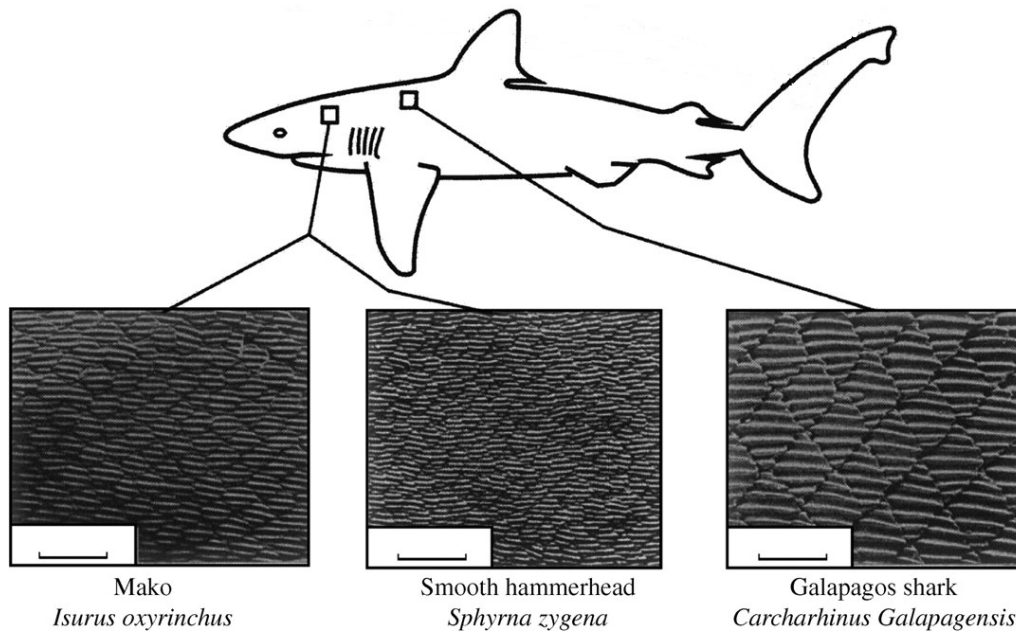 Mako
Isurus oxyrinchus
Smooth hammerhead
Sphyrna zygena
Galapagos shark
Carcharhinus Galapagensis